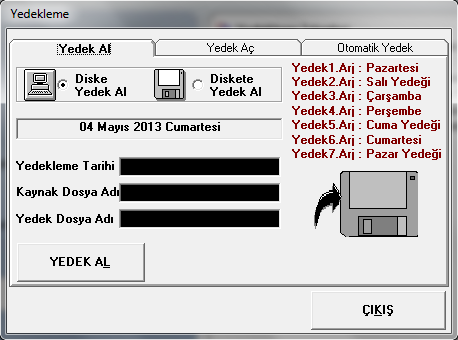 Yedekleme
Yedek Al
Yedek Aç
Otomatik Yedek
Diske
Yedek Al
Diskete
Yedek Al
04 Mayıs 2013 Cumartesi
Yedekleme Tarihi
Kaynak Dosya Adı
Yedek Dosya Adı
YEDEK AL
Yedek1.Arj : Pazartesi
Yedek2.Arj : Salı Yedeği
Yedek3.Arj : Çarşamba
Yedek4.Arj : Perşembe
Yedek5.Arj : Cuma Yedeği
Yedek6.Arj : Cumartesi
Yedek7.Arj : Pazar Yedeği
ÇIKIŞ